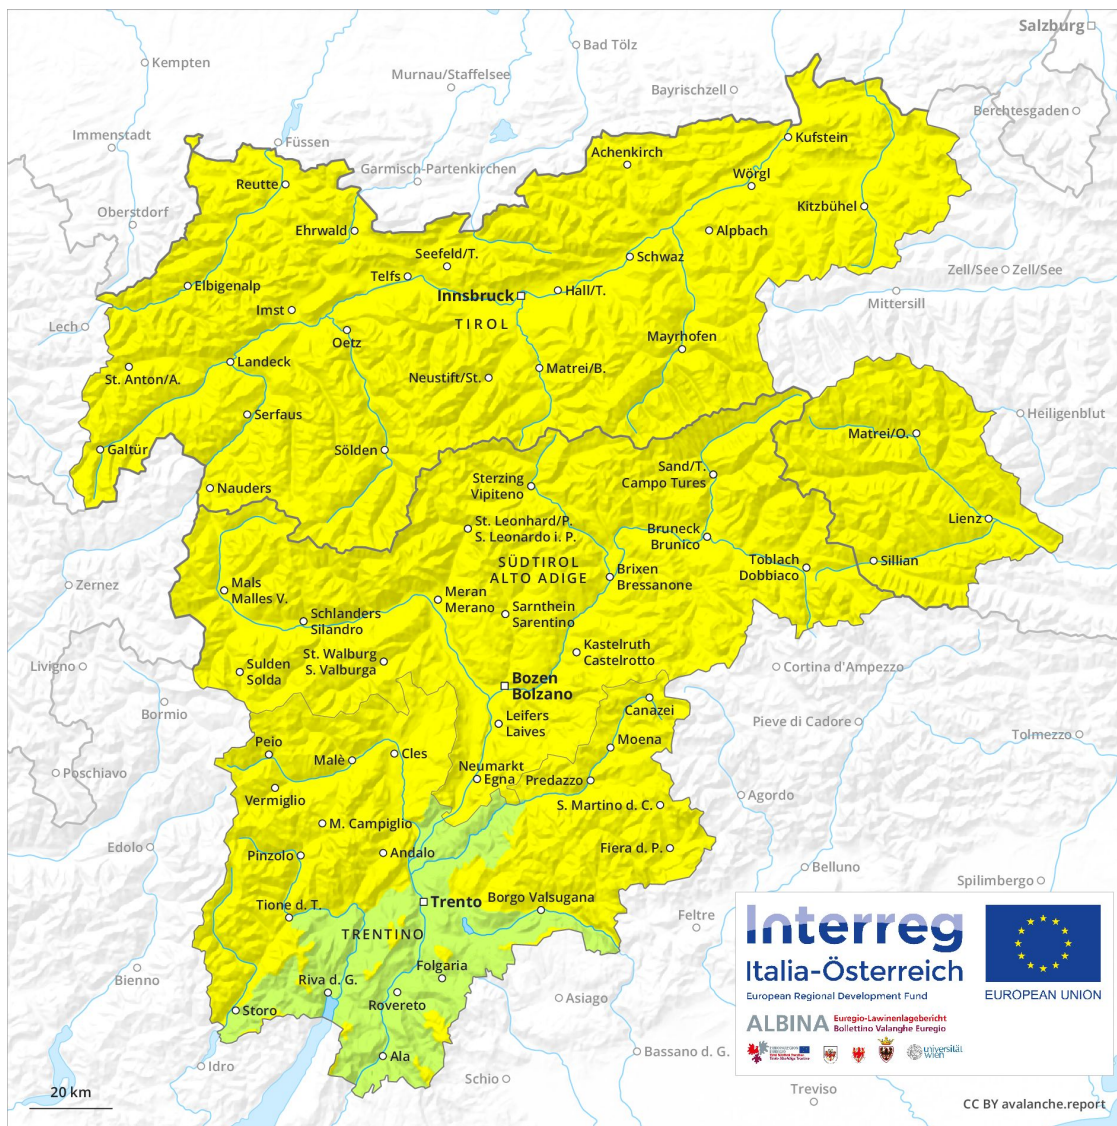 Salzburg
Bad Tölz
Kempten
Murnau/Staffelsee
Bayrischzell
Berchtesgaden
Immenstadt
Füssen
Kufstein
Achenkirch
Garmisch-Partenkirchen
Wörgl
Reutte
Oberstdorf
Kitzbühel
Ehrwald
Alpbach
Seefeld/T.
Schwaz
Telfs
Zell/See
Zell/See
Elbigenalp
Innsbruck
Hall/T.
Mittersill
Imst
TIROL
Lech
Oetz
Mayrhofen
Landeck
Matrei/B.
St. Anton/A.
Neustift/St.
Serfaus
Heiligenblut
Matrei/O.
Galtür
Sölden
Sand/T.
Campo Tures
Sterzing
Vipiteno
Nauders
Lienz
St. Leonhard/P.
S. Leonardo i. P.
Bruneck
Brunico
SÜDTIROL
ALTO ADIGE
Toblach
Dobbiaco
Sillian
Brixen
Bressanone
Zernez
Mals
Malles V.
Meran
Merano
Sarnthein
Sarentino
Schlanders
Silandro
Kastelruth
Castelrotto
St. Walburg
S. Valburga
Livigno
Sulden
Solda
Cortina d'Ampezzo
Bozen
Bolzano
Bormio
Canazei
Leifers
Laives
Pieve di Cadore
Tolmezzo
Peio
Moena
Cles
Malè
Poschiavo
Neumarkt
Egna
Predazzo
Vermiglio
Agordo
S. Martino d. C.
M. Campiglio
Edolo
Pinzolo
Andalo
Fiera d. P.
Belluno
Spilimbergo
Trento
Borgo Valsugana
Tione d. T.
Feltre
TRENTINO
Folgaria
Bienno
Riva d. G.
Rovereto
Asiago
Storo
Ala
Bassano d. G.
Idro
Schio
Treviso
20 km
Interreg
Italia-Österreich
European Regional Development Fund
EUROPEAN UNION
ALBINA
Euregio-Lawinenlagebericht
Bollettino Valanghe Euregio
universität
wien
CC BY avalanche.report